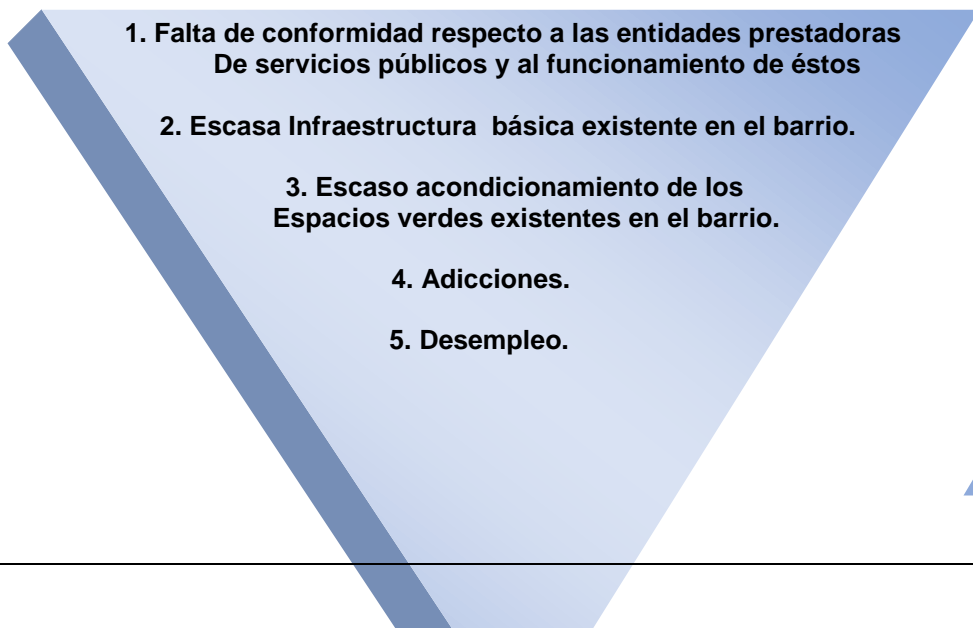 1. Falta de conformidad respecto a las entidades prestadoras
De servicios públicos y al funcionamiento de éstos
2. Escasa Infraestructura  básica existente en el barrio.
3. Escaso acondicionamiento de los
Espacios verdes existentes en el barrio.
4. Adicciones.
5. Desempleo.